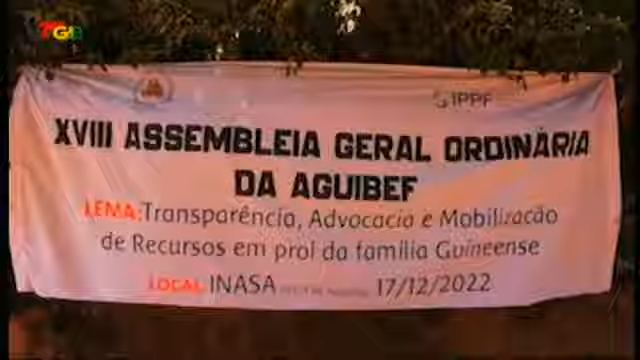 TGB
IPPF
XVIII ASSEMBLEIA GERAL ORDINÁRIA
DA AGUIBEF
LEMA: Transparência, Advocacia e Mobilização
de Recursos em prol da família Guineense
LOCAL: INASA 17/12/2022